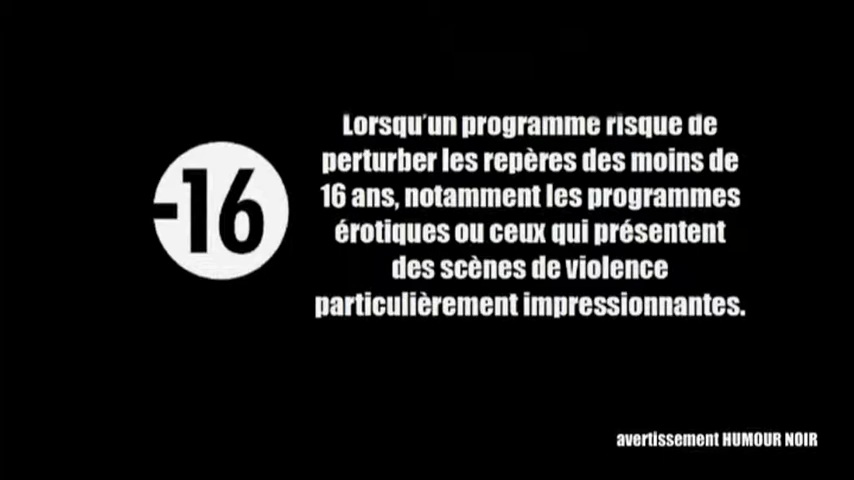 -16
Lorsqu'un programme risque de
perturber les repères des moins de
16 ans, notamment les programmes
érotiques ou ceux qui présentent
des scènes de violence
particulièrement impressionnantes.
avertissement HUMOUR NOIR